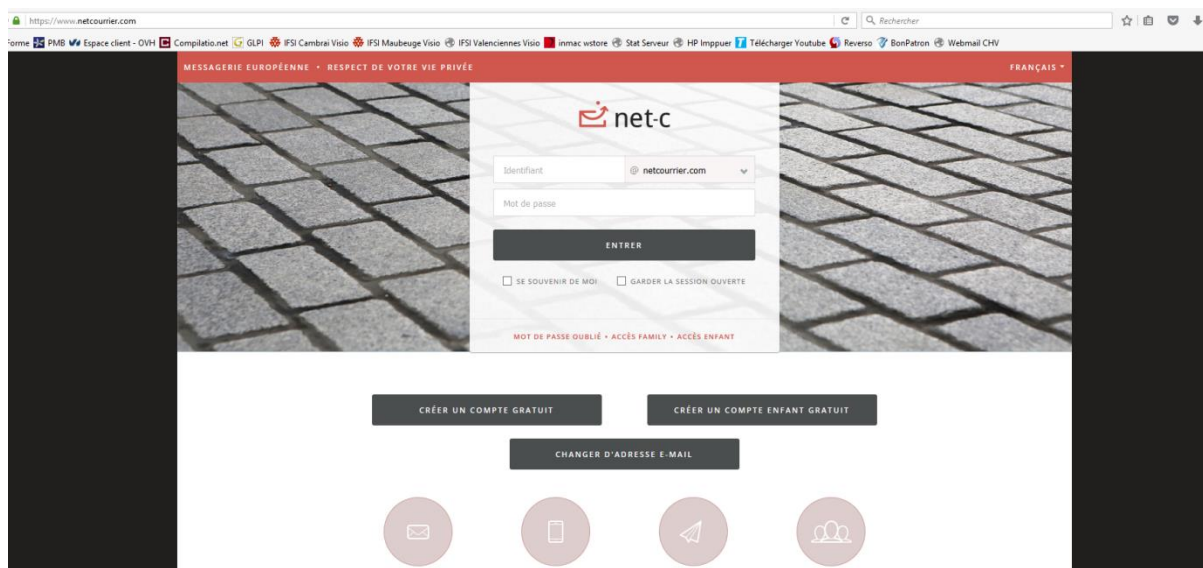 https://www.netcourrier.com
Rechercher
orme PMB Espace client - OVH Compilatio.net GLPI IFSI Cambrai Visio IFSI Maubeuge Visio IFSI Valenciennes Visio inmac wstore Stat Serveur HP Imppuer Télécharger Youtube Reverso BonPatron Webmail CHV
MESSAGERIE EUROPÉENNE • RESPECT DE VOTRE VIE PRIVÉE
FRANÇAIS
net-c
Identifiant @ netcourrier.com
Mot de passe
ENTRER
SE SOUVENIR DE MOI GARDER LA SESSION OUVERTE
MOT DE PASSE OUBLIÉ • ACCÈS FAMILY • ACCÈS ENFANT
CRÉER UN COMPTE GRATUIT CRÉER UN COMPTE ENFANT GRATUIT
CHANGER D'ADRESSE E-MAIL